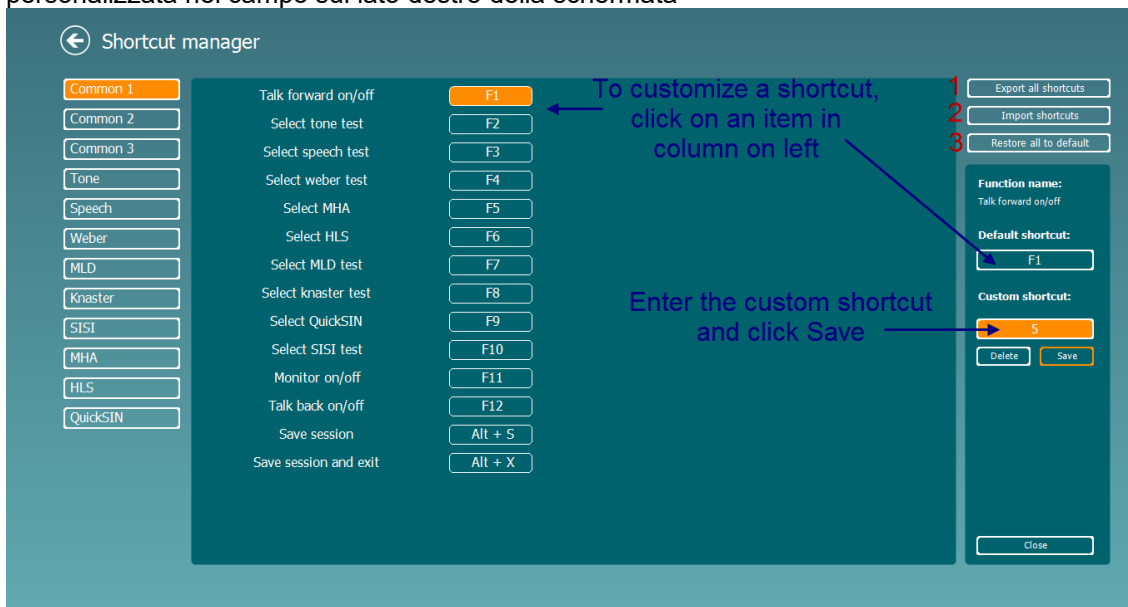 personalizzata nel campo sul lato destro della schermata
Shortcut manager
Common 1
Common 2
Common 3
Tone
Speech
Weber
MLD
Knaster
SISI
MHA
HLS
QuickSIN
Talk forward on/off F1
Select tone test F2
Select speech test F3
Select weber test F4
Select MHA F5
Select HLS F6
Select MLD test F7
Select knaster test F8
Select QuickSIN F9
Select SISI test F10
Monitor on/off F11
Talk back on/off F12
Save session Alt + S
Save session and exit Alt + X
To customize a shortcut,
click on an item in
column on left
Enter the custom shortcut
and click Save
1 Export all shortcuts
2 Import shortcuts
3 Restore all to default
Function name:
Talk forward on/off
Default shortcut:
F1
Custom shortcut:
5
Delete Save
Close